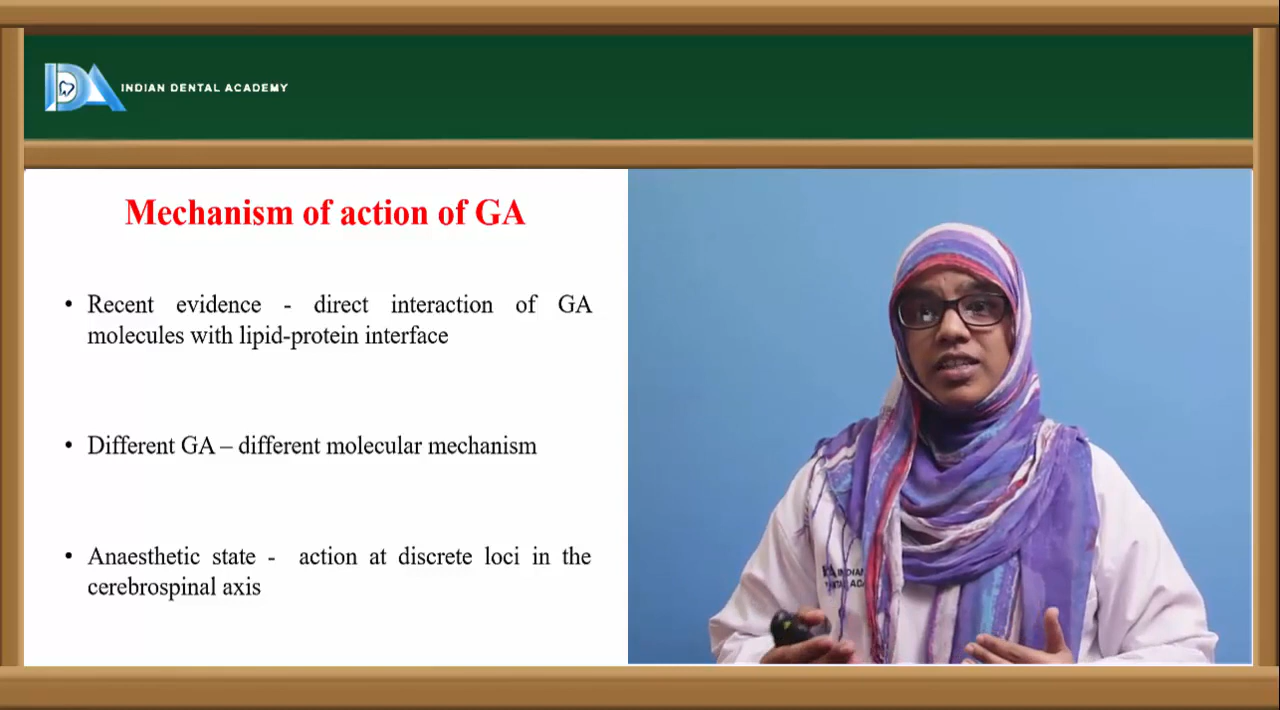 IDA INDIAN DENTAL ACADEMY
Mechanism of action of GA
• Recent evidence - direct interaction of GA
molecules with lipid-protein interface
• Different GA – different molecular mechanism
• Anaesthetic state - action at discrete loci in the
cerebrospinal axis
INDIAN